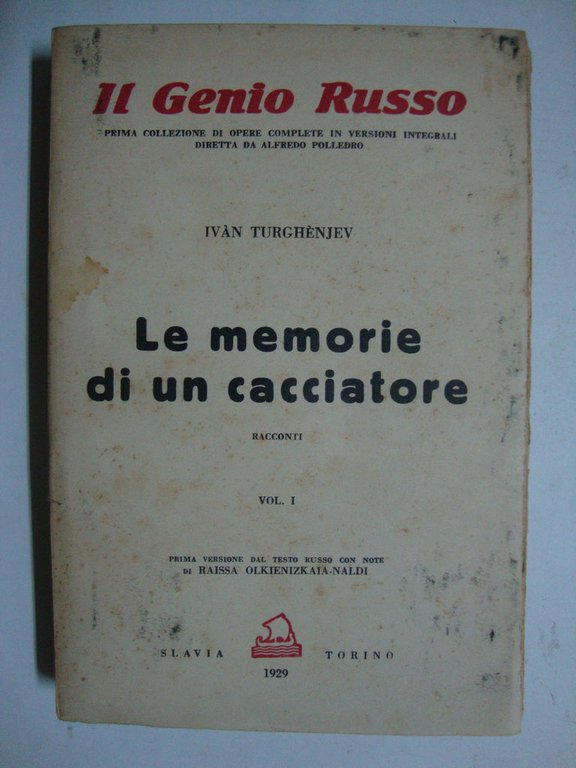 Il Genio Russo
PRIMA COLLEZIONE DI OPERE COMPLETE IN VERSIONI INTEGRALI
DIRETTA DA ALFREDO POLLEDRO
IVÀN TURGHÈNJEV
Le memorie
di un cacciatore
RACCONTI
VOL. I
PRIMA VERSIONE DAL TESTO RUSSO CON NOTE
DI RAISSA OLKIENIZKAIA-NALDI
SLAVIA TORINO
1929